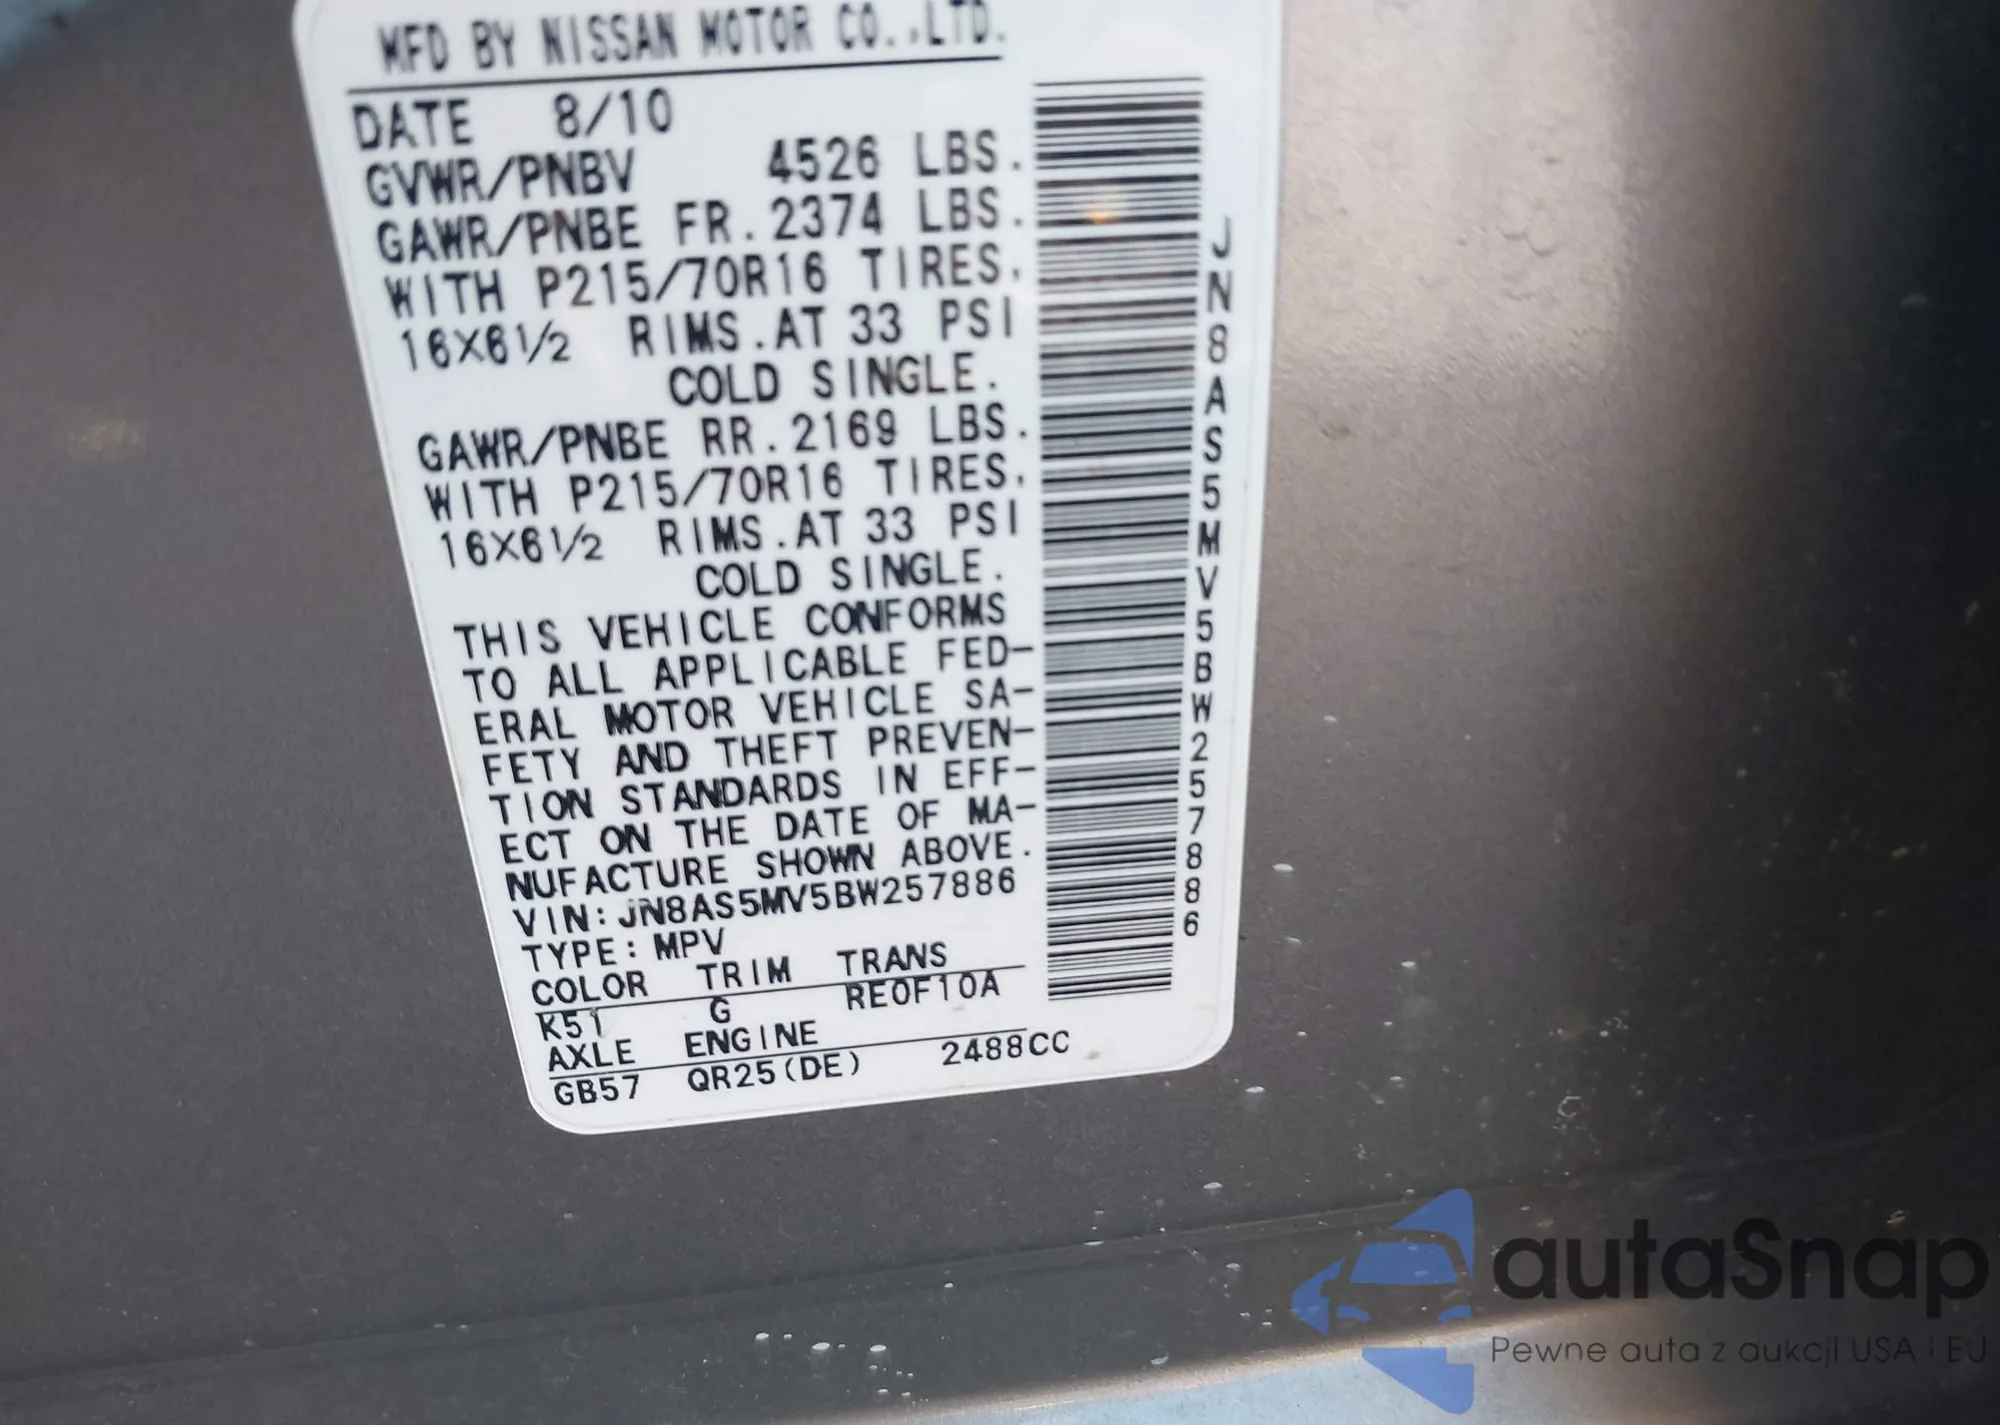 MFD BY NISSAN MOTOR CO.,LTD.
DATE 8/10
GVWR/PNBV 4526 LBS.
GAWR/PNBE FR. 2374 LBS.
WITH P215/70R16 TIRES,
16X6 1/2 RIMS. AT 33 PSI
COLD SINGLE.
GAWR/PNBE RR. 2169 LBS.
WITH P215/70R16 TIRES,
16X6 1/2 RIMS. AT 33 PSI
COLD SINGLE.
THIS VEHICLE CONFORMS
TO ALL APPLICABLE FED-
ERAL MOTOR VEHICLE SA-
FETY AND THEFT PREVEN-
TION STANDARDS IN EFF-
ECT ON THE DATE OF MA-
NUFACTURE SHOWN ABOVE.
VIN: JN8AS5MV5BW257886
TYPE: MPV
COLOR TRIM TRANS
K51 G RE0F10A
AXLE ENGINE
GB57 QR25(DE) 2488CC
JN8AS5MV5BW257886
autaSnap
Pewne auta z aukcji USA i EU